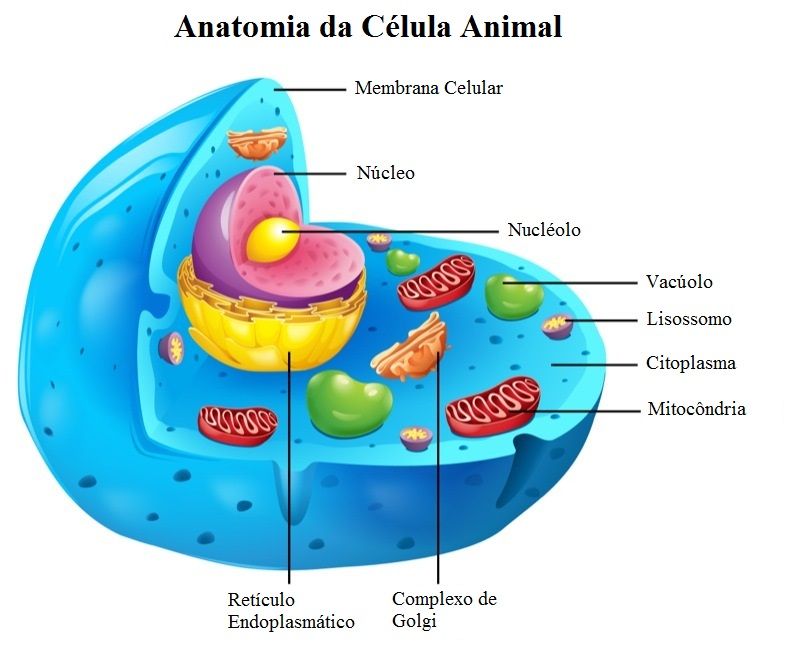 Anatomia da Célula Animal
Membrana Celular
Núcleo
Nucléolo
Vacúolo
Lisossomo
Citoplasma
Mitocôndria
Retículo
Endoplasmático
Complexo de
Golgi